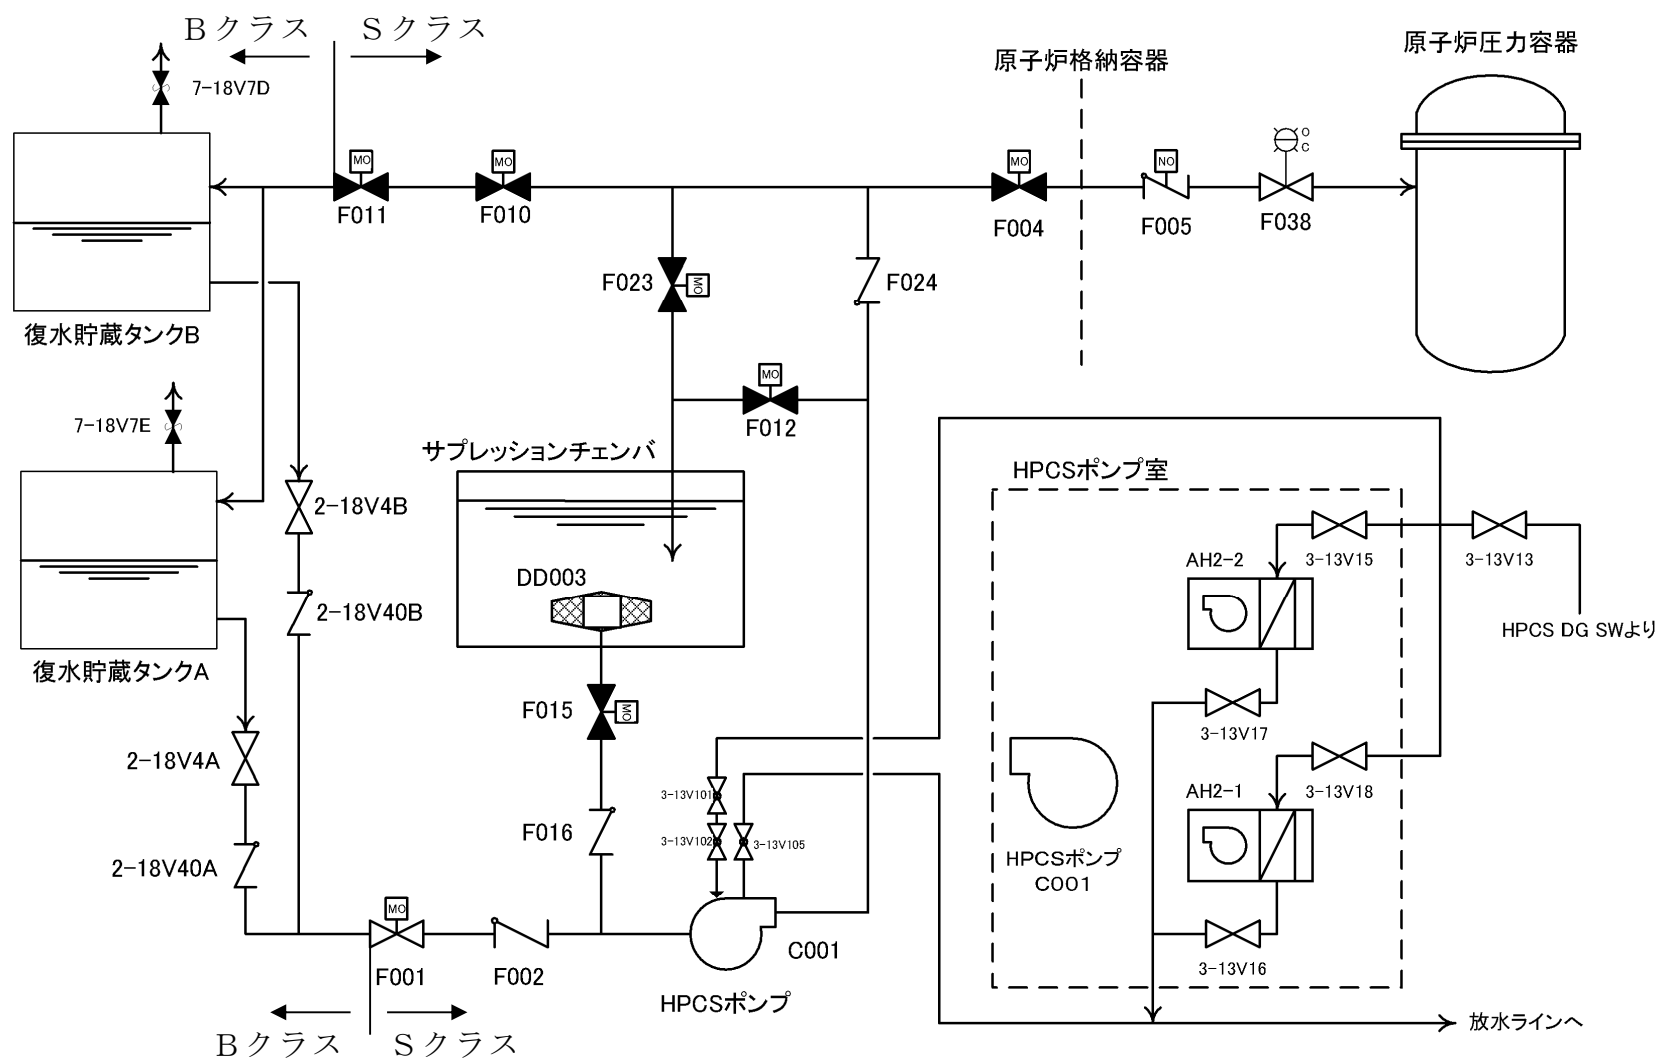 Bクラス Sクラス
原子炉圧力容器
原子炉格納容器
7-18V7D
MO
MO
MO
NO
O
C
F011
F010
F004
F005
F038
F023
MO
F024
復水貯蔵タンクB
MO
F012
7-18V7E
サプレッションチェンバ
HPCSポンプ室
2-18V4B
3-13V15
3-13V13
AH2-2
DD003
2-18V40B
HPCS DG SWより
復水貯蔵タンクA
F015
MO
3-13V17
2-18V4A
3-13V101
AH2-1
3-13V18
F016
3-13V102
3-13V105
2-18V40A
HPCSポンプ
C001
MO
F001
F002
C001
3-13V16
HPCSポンプ
放水ラインへ
Bクラス Sクラス